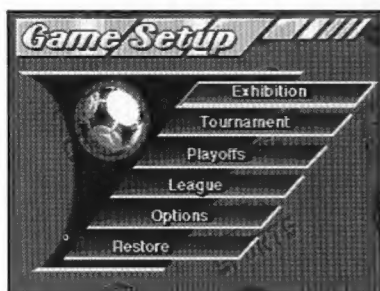 Game Setup
Exhibition
Tournament
Playoffs
League
Options
Restore